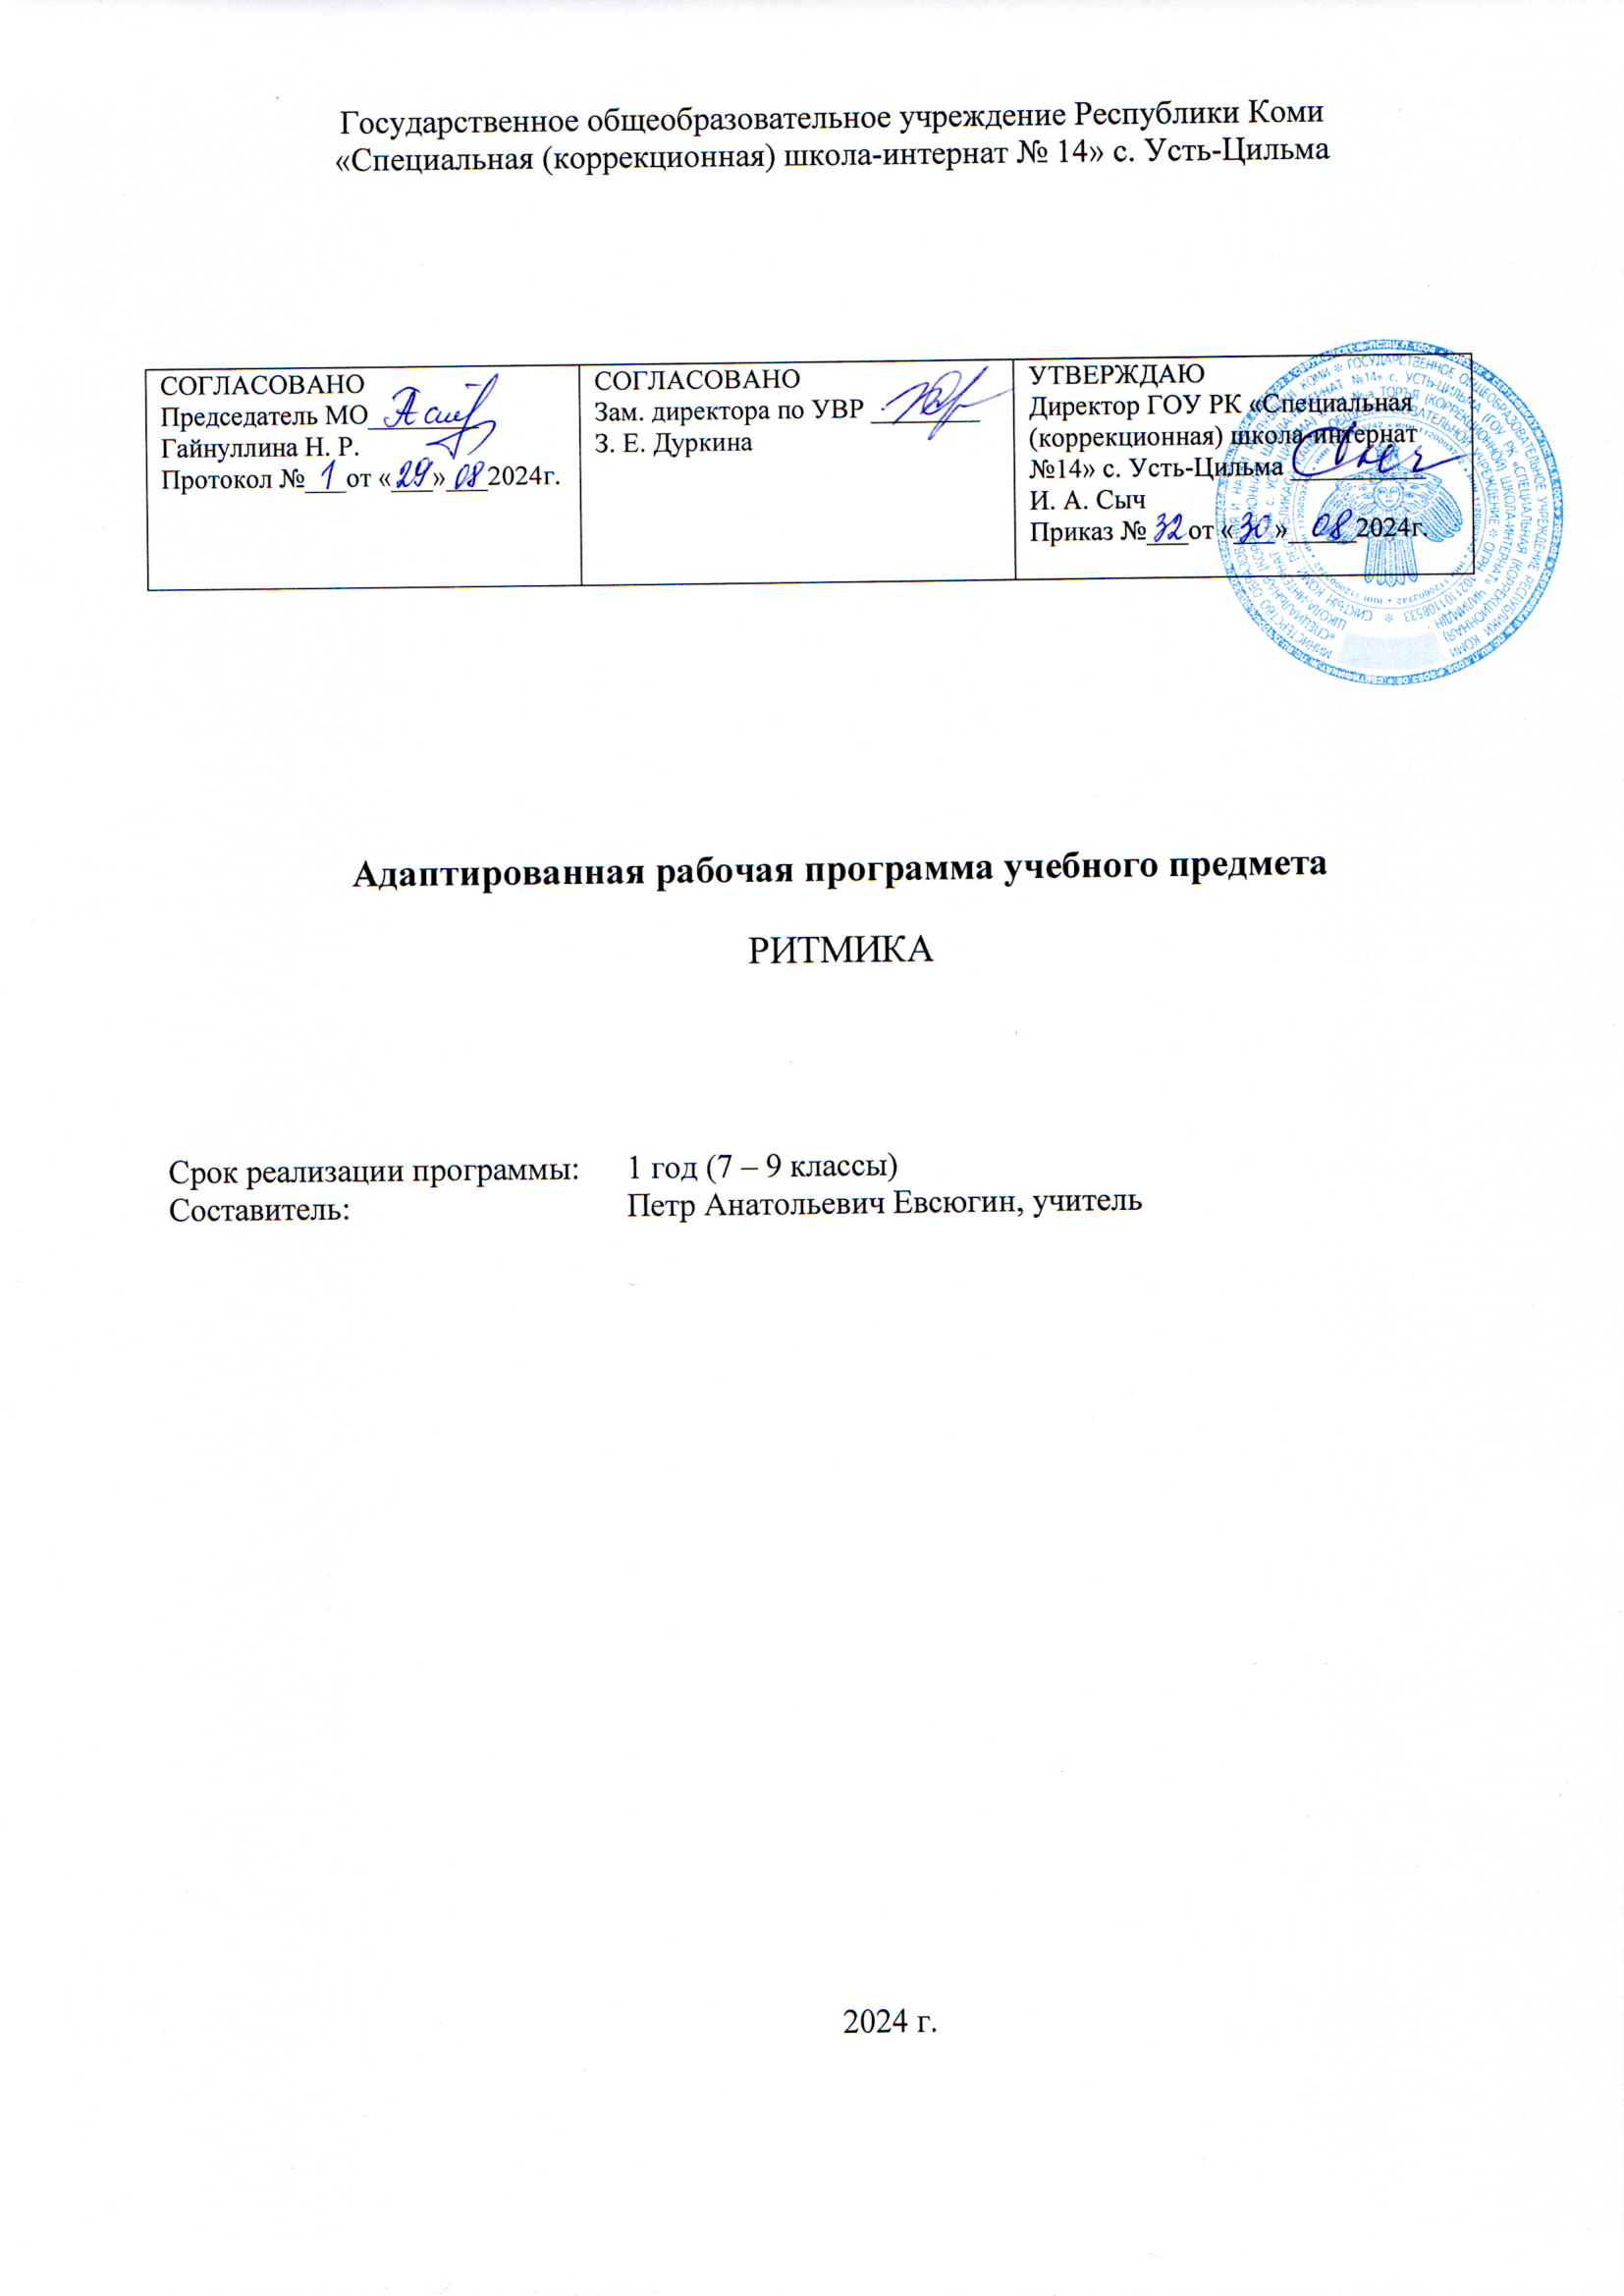 Государственное общеобразовательное учреждение Республики Коми
«Специальная (коррекционная) школа-интернат № 14» с. Усть-Цильма
СОГЛАСОВАНО
Председатель МО________
Гайнуллина Н. Р.
Протокол № 1 от «29» 08 2024г.
СОГЛАСОВАНО
Зам. директора по УВР ________
З. Е. Дуркина
УТВЕРЖДАЮ
Директор ГОУ РК «Специальная
(коррекционная) школа-интернат
№14» с. Усть-Цильма __________
И. А. Сыч
Приказ № 32 от «30» 08 2024г.
Адаптированная рабочая программа учебного предмета
РИТМИКА
Срок реализации программы: 1 год (7 – 9 классы)
Составитель: Петр Анатольевич Евсюгин, учитель
2024 г.